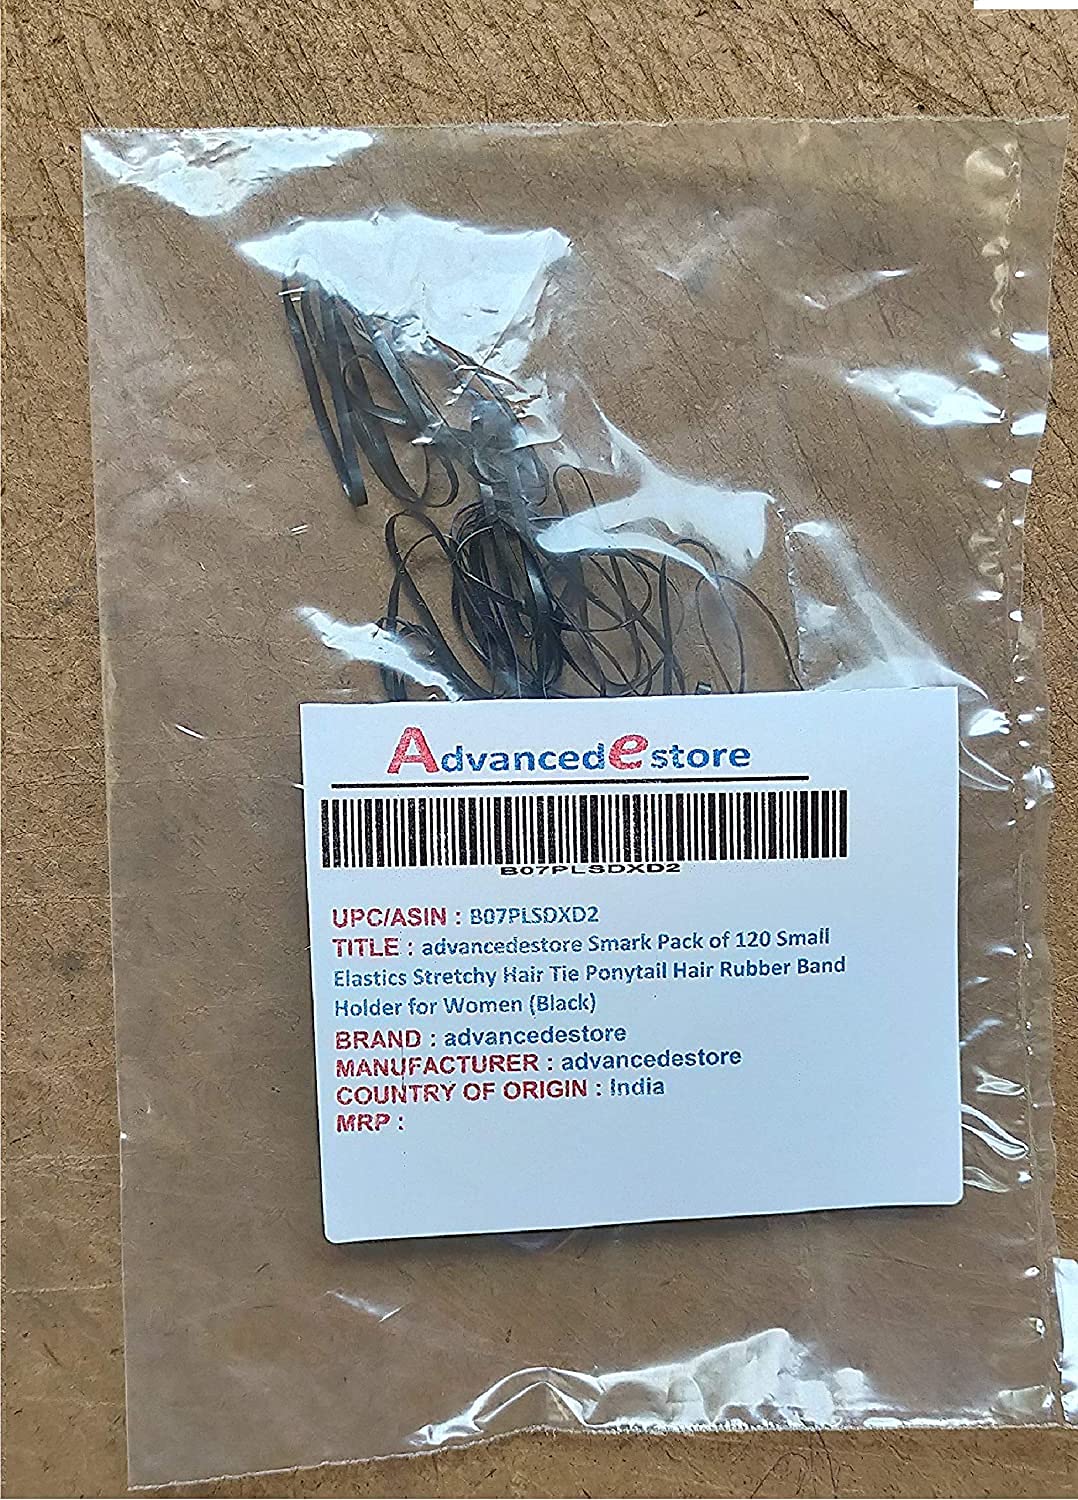 AdvancedEstore
B07PLSDXD2
UPC/ASIN : B07PLSDXD2
TITLE : advancedestore Smark Pack of 120 Small
Elastics Stretchy Hair Tie Ponytail Hair Rubber Band
Holder for Women (Black)
BRAND : advancedestore
MANUFACTURER : advancedestore
COUNTRY OF ORIGIN : India
MRP :